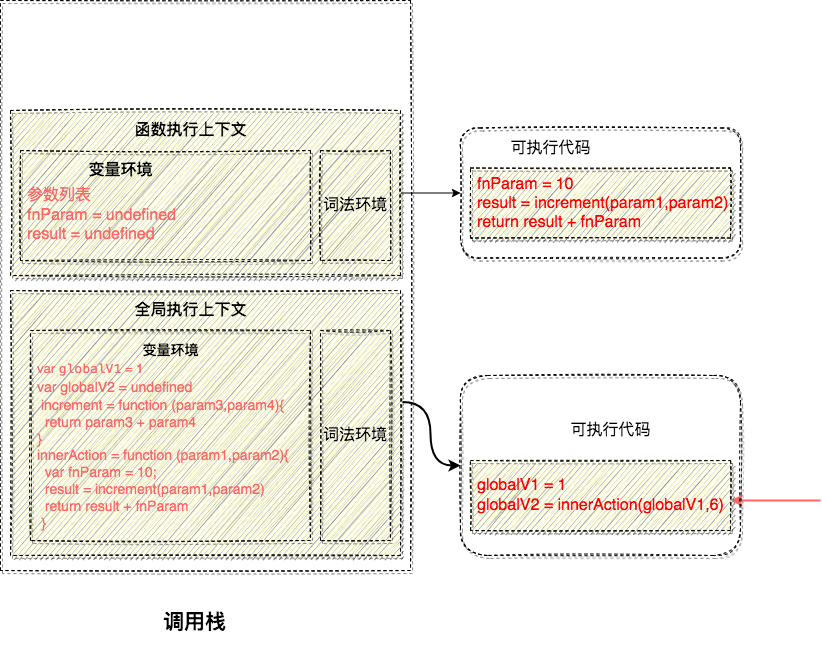 函数执行上下文
变量环境
参数列表
fnParam = undefined
result = undefined
词法环境
可执行代码
fnParam = 10
result = increment(param1,param2)
return result + fnParam
全局执行上下文
变量环境
var globalV1 = 1
var globalV2 = undefined
increment = function (param3,param4){
return param3 + param4
}
innerAction = function (param1,param2){
var fnParam = 10;
result = increment(param1,param2)
return result + fnParam
}
词法环境
可执行代码
globalV1 = 1
globalV2 = innerAction(globalV1,6)
调用栈